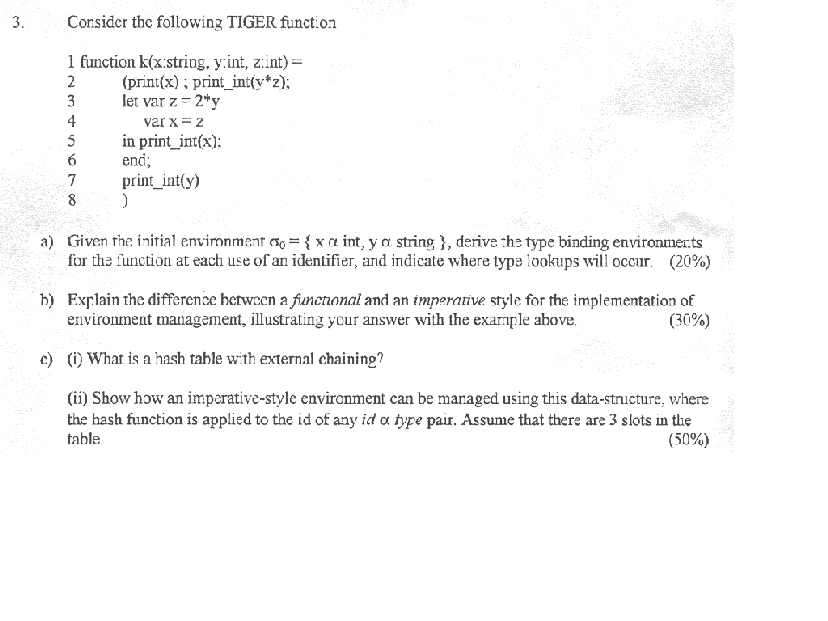 3. Consider the following TIGER function
1 function k(x:string, y:int, z:int) =
2 (print(x) ; print_int(y*z);
3 let var z = 2*y
4 var x = z
5 in print_int(x);
6 end;
7 print_int(y)
8 )
a) Given the initial environment σ₀ = { x α int, y α string }, derive the type binding environments
for the function at each use of an identifier, and indicate where type lookups will occur. (20%)
b) Explain the difference between a functional and an imperative style for the implementation of
environment management, illustrating your answer with the example above. (30%)
c) (i) What is a hash table with external chaining?
(ii) Show how an imperative-style environment can be managed using this data-structure, where
the hash function is applied to the id of any id α type pair. Assume that there are 3 slots in the
table (50%)